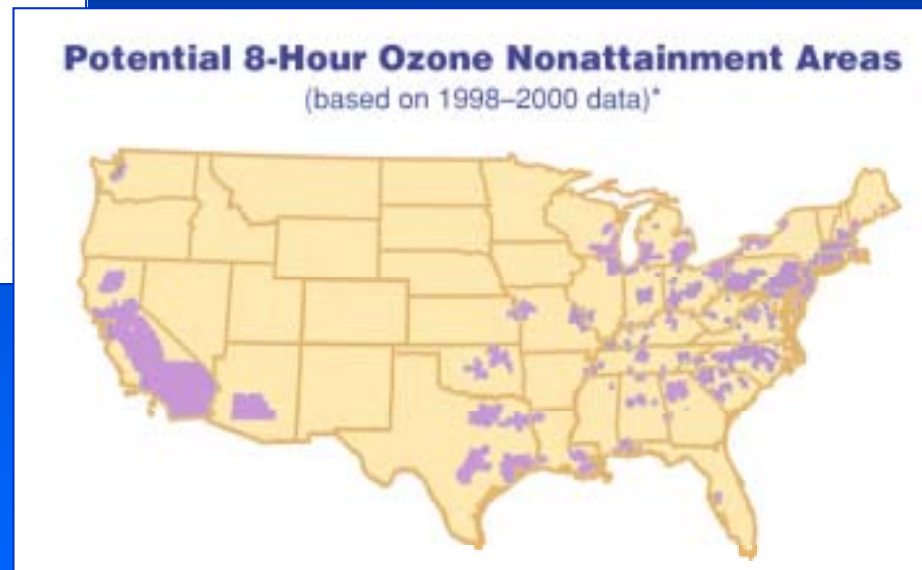 Potential 8-Hour Ozone Nonattainment Areas
(based on 1998–2000 data)*